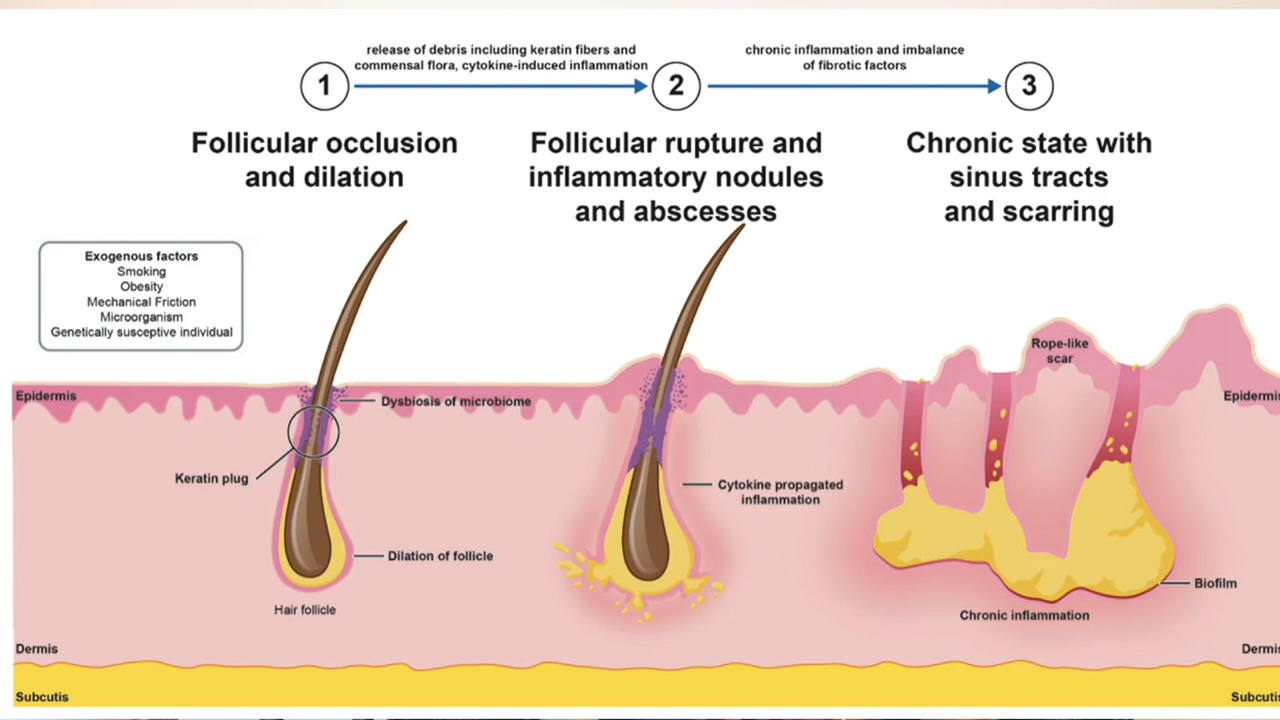 release of debris including keratin fibers and
commensal flora, cytokine-induced inflammation
chronic inflammation and imbalance
of fibrotic factors
1
2
3
Follicular occlusion
and dilation
Follicular rupture and
inflammatory nodules
and abscesses
Chronic state with
sinus tracts
and scarring
Exogenous factors
Smoking
Obesity
Mechanical Friction
Microorganism
Genetically susceptive individual
Rope-like
scar
Epidermis
Dysbiosis of microbiome
Epidermis
Keratin plug
Cytokine propagated
inflammation
Dilation of follicle
Biofilm
Hair follicle
Chronic inflammation
Dermis
Dermis
Subcutis
Subcutis